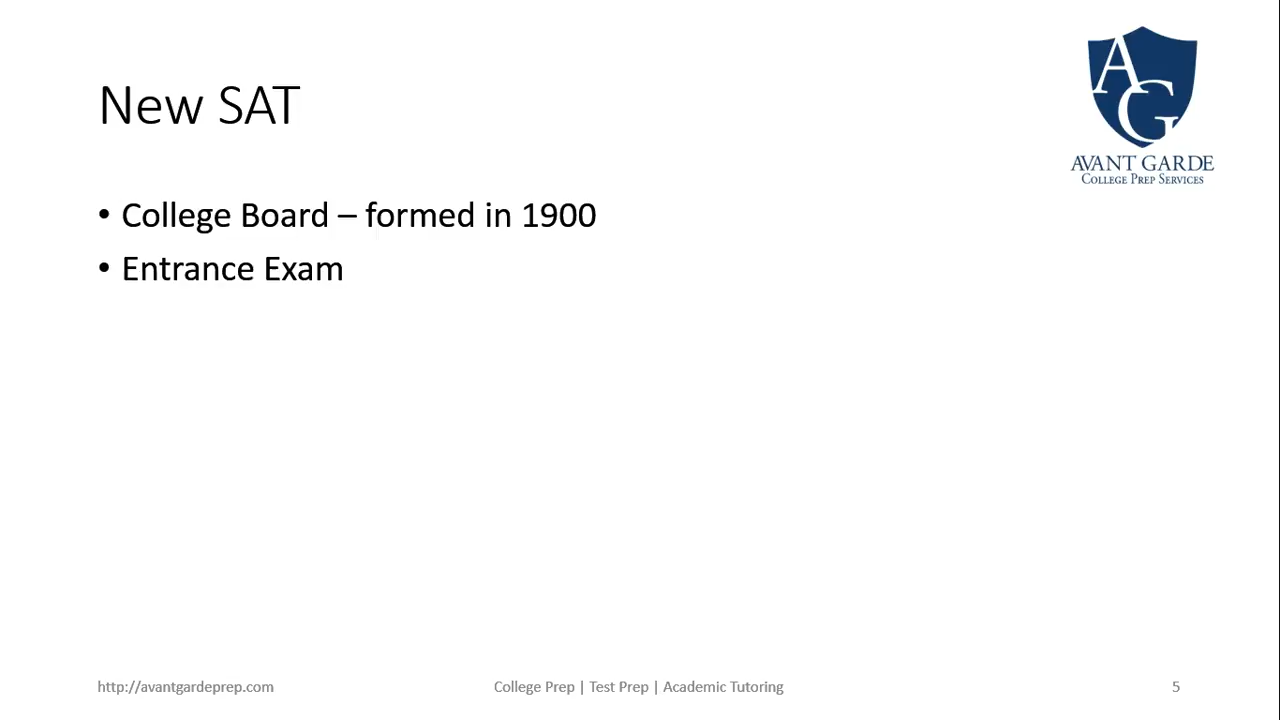 New SAT
AG
AVANT GARDE
COLLEGE PREP SERVICES
• College Board – formed in 1900
• Entrance Exam
http://avantgardeprep.com
College Prep | Test Prep | Academic Tutoring
5